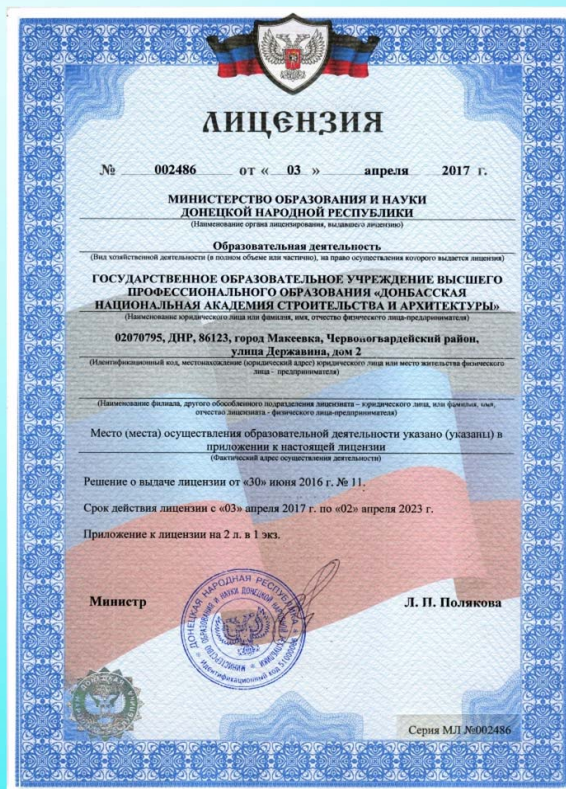 ЛИЦЕНЗИЯ
№ 002486 от « 03 » апреля 2017 г.
МИНИСТЕРСТВО ОБРАЗОВАНИЯ И НАУКИ
ДОНЕЦКОЙ НАРОДНОЙ РЕСПУБЛИКИ
(Наименование органа лицензирования, выдавшего лицензию)
Образовательная деятельность
(Вид хозяйственной деятельности (в полном объеме или частично), на право осуществления которого выдается лицензия)
ГОСУДАРСТВЕННОЕ ОБРАЗОВАТЕЛЬНОЕ УЧРЕЖДЕНИЕ ВЫСШЕГО
ПРОФЕССИОНАЛЬНОГО ОБРАЗОВАНИЯ «ДОНБАССКАЯ
НАЦИОНАЛЬНАЯ АКАДЕМИЯ СТРОИТЕЛЬСТВА И АРХИТЕКТУРЫ»
(Наименование юридического лица или фамилия, имя, отчество физического лица-предпринимателя)
02070795, ДНР, 86123, город Макеевка, Червоногвардейский район,
улица Державина, дом 2
(Идентификационный код, местонахождение (юридический адрес) юридического лица или место жительства физического
лица - предпринимателя)
(Наименование филиала, другого обособленного подразделения лицензиата – юридического лица, или фамилия, имя,
отчество лицензиата - физического лица-предпринимателя)
Место (места) осуществления образовательной деятельности указано (указаны) в
приложении к настоящей лицензии
(Фактический адрес осуществления деятельности)
Решение о выдаче лицензии от «30» июня 2016 г. № 11.
Срок действия лицензии с «03» апреля 2017 г. по «02» апреля 2023 г.
Приложение к лицензии на 2 л. в 1 экз.
Министр
Л. П. Полякова
ДОНЕЦКАЯ НАРОДНАЯ РЕСПУБЛИКА
Идентификационный код
Серия МЛ №002486